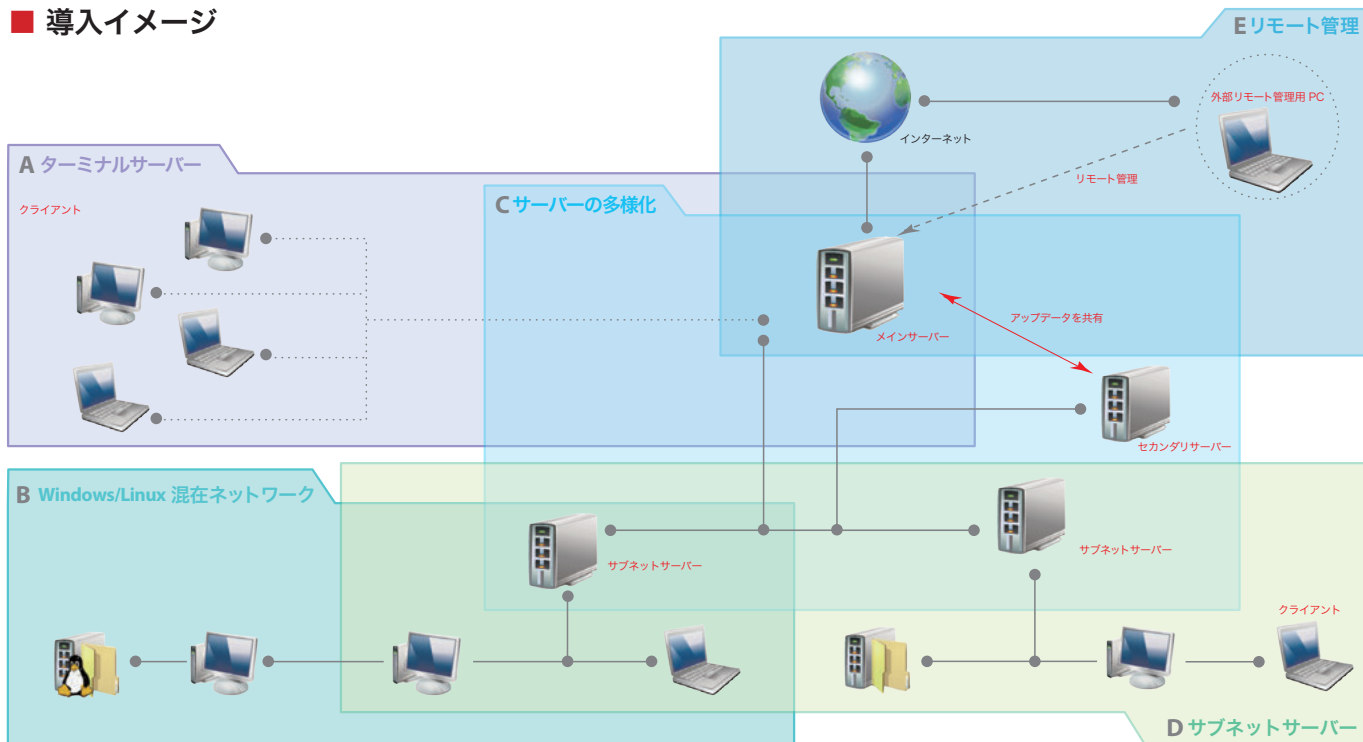 ■ 導入イメージ
E リモート管理
外部リモート管理用 PC
インターネット
リモート管理
A ターミナルサーバー
クライアント
C サーバーの多様化
メインサーバー
アップデータを共有
セカンダリサーバー
B Windows/Linux 混在ネットワーク
サブネットサーバー
サブネットサーバー
クライアント
D サブネットサーバー